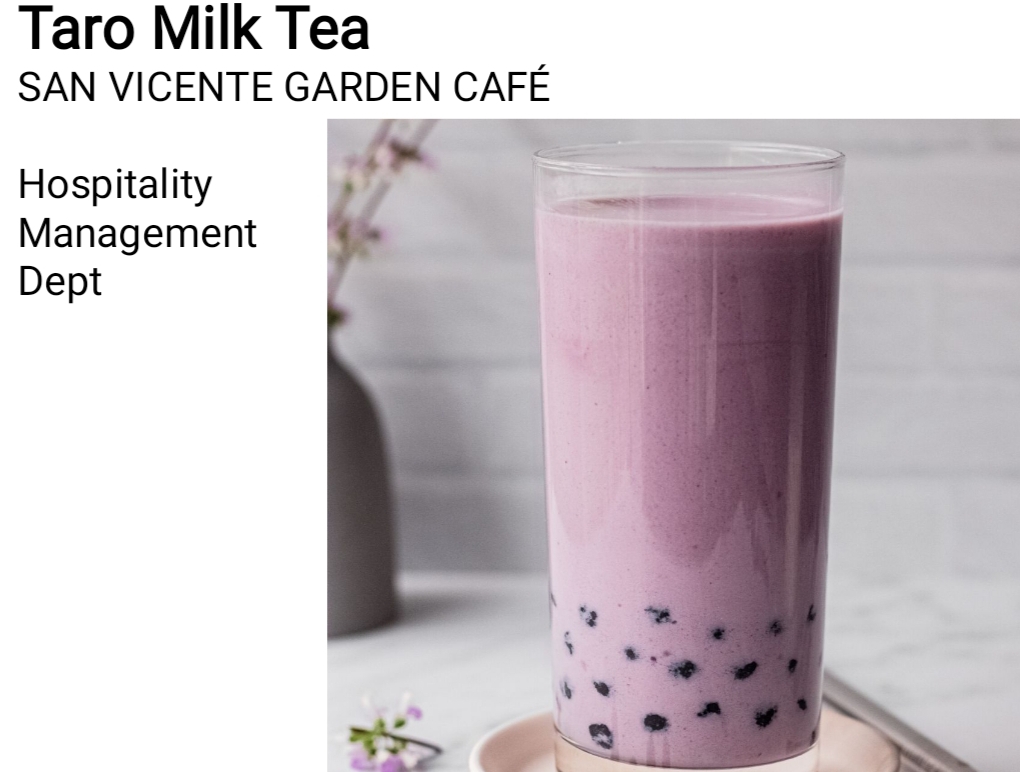 Taro Milk Tea
SAN VICENTE GARDEN CAFÉ
Hospitality
Management
Dept